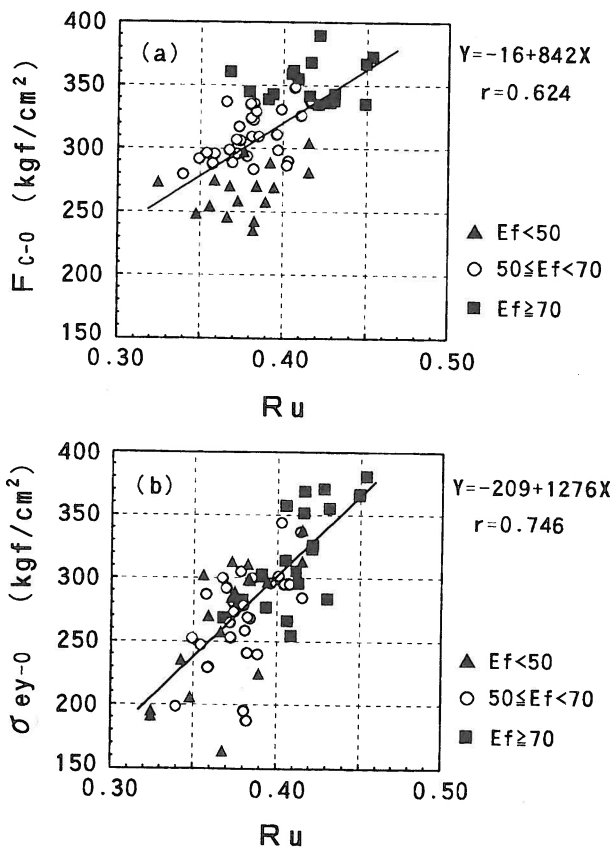 400
350
300
250
200
150
F C-O (kgf/cm²)
(a)
Y=-16+842X
r=0.624
▲ Ef<50
○ 50≦Ef<70
■ Ef≧70
0.30 0.40 0.50
Ru
400
350
300
250
200
150
σ ey-O (kgf/cm²)
(b)
Y=-209+1276X
r=0.746
▲ Ef<50
○ 50≦Ef<70
■ Ef≧70
0.30 0.40 0.50
Ru